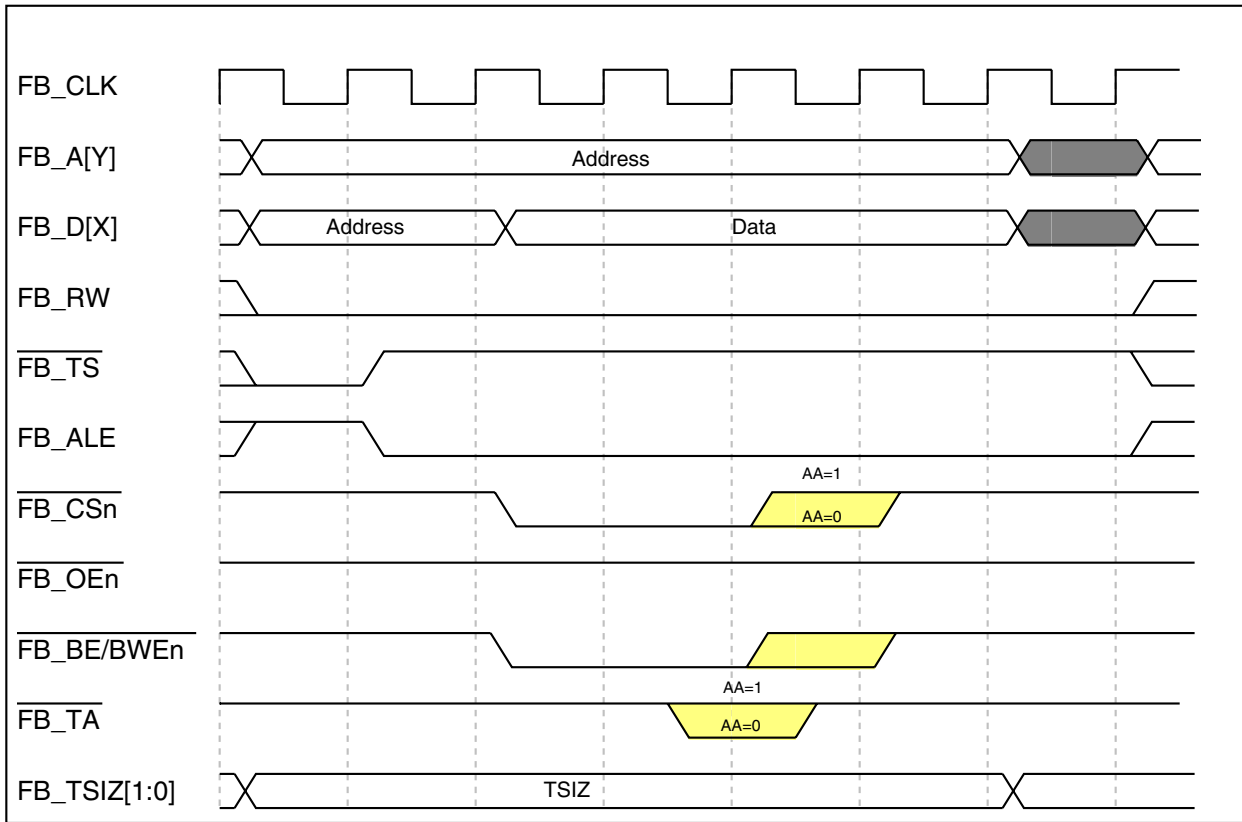 FB_CLK
FB_A[Y]
Address
FB_D[X]
Address
Data
FB_RW
FB_TS
FB_ALE
AA=1
FB_CSn
AA=0
FB_OEn
FB_BE/BWEn
AA=1
FB_TA
AA=0
FB_TSIZ[1:0]
TSIZ